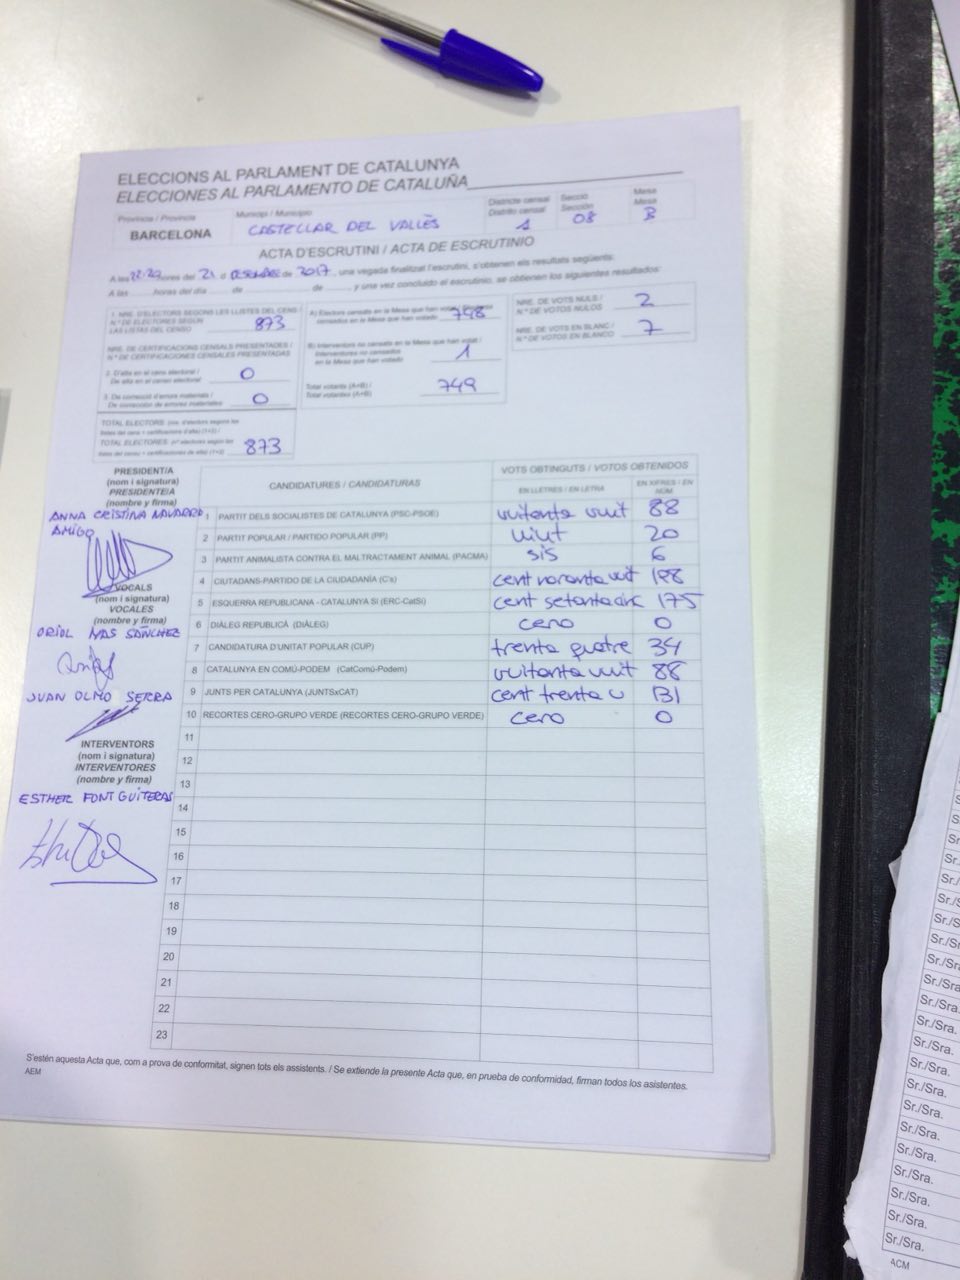 ELECCIONS AL PARLAMENT DE CATALUNYA
ELECCIONES AL PARLAMENTO DE CATALUÑA
Província / Provincia
BARCELONA
Municipi / Municipio
CASTELLAR DEL VALLÈS
Districte censal
Distrito censal
1
Secció
Sección
08
Mesa
Mesa
B
ACTA D'ESCRUTINI / ACTA DE ESCRUTINIO
A les 22:20 hores del 21 d DESEMBRE de 2017, una vegada finalitzat l'escrutini, s'obtenen els resultats següents:
A las horas del día de de , y una vez concluido el escrutinio, se obtienen los siguientes resultados:
1. NRE. D'ELECTORS SEGONS LES LLISTES DEL CENS /
N.º DE ELECTORES SEGÚN
LAS LISTAS DEL CENSO
873
NRE. DE CERTIFICACIONS CENSALS PRESENTADES /
N.º DE CERTIFICACIONES CENSALES PRESENTADAS
2. D'alta en el cens electoral /
De alta en el censo electoral
0
3. De correcció d'errors materials /
De corrección de errores materiales
0
TOTAL ELECTORS: (nre. d'electors segons les
llistes del cens + certificacions d'alta) (1+2) /
TOTAL ELECTORES: (nº electores según las
listas del censo + certificaciones de alta) (1+2)
873
A) Electors censats en la Mesa que han votat /
censados en la Mesa que han votado
748
B) Interventors no censats en la Mesa que han votat /
Interventores no censados
en la Mesa que han votado
1
Total votants (A+B) /
Total votantes (A+B)
749
NRE. DE VOTS NULS /
N.º DE VOTOS NULOS
2
NRE. DE VOTS EN BLANC /
N.º DE VOTOS EN BLANCO
7
PRESIDENT/A
(nom i signatura)
PRESIDENTE/A
(nombre y firma)
ANNA CRISTINA NAVARRO
AMIGO
VOCALS
(nom i signatura)
VOCALES
(nombre y firma)
ORIOL MAS SÁNCHEZ
JUAN OLMO SERRA
INTERVENTORS
(nom i signatura)
INTERVENTORES
(nombre y firma)
ESTHER FONT GUITERAS
CANDIDATURES / CANDIDATURAS
VOTS OBTINGUTS / VOTOS OBTENIDOS
EN LLETRES / EN LETRA
EN XIFRES / EN
NÚM
1 PARTIT DELS SOCIALISTES DE CATALUNYA (PSC-PSOE) vuitanta vuit 88
2 PARTIT POPULAR / PARTIDO POPULAR (PP) vint 20
3 PARTIT ANIMALISTA CONTRA EL MALTRACTAMENT ANIMAL (PACMA) sis 6
4 CIUTADANS-PARTIDO DE LA CIUDADANÍA (C's) cent noranta vuit 198
5 ESQUERRA REPUBLICANA - CATALUNYA SÍ (ERC-CatSí) cent setanta cinc 175
6 DIÀLEG REPUBLICÀ (DIÀLEG) cero 0
7 CANDIDATURA D'UNITAT POPULAR (CUP) trenta quatre 34
8 CATALUNYA EN COMÚ-PODEM (CatComú-Podem) vuitanta vuit 88
9 JUNTS PER CATALUNYA (JUNTSxCAT) cent trenta u 131
10 RECORTES CERO-GRUPO VERDE (RECORTES CERO-GRUPO VERDE) cero 0
11
12
13
14
15
16
17
18
19
20
21
22
23
S'estén aquesta Acta que, com a prova de conformitat, signen tots els assistents. / Se extiende la presente Acta que, en prueba de conformidad, firman todos los asistentes.
AEM
Sr./Sra.
Sr./Sra.
Sr./Sra.
Sr./Sra.
Sr./Sra.
Sr./Sra.
Sr./Sra.
Sr./Sra.
Sr./Sra.
Sr./Sra.
Sr./Sra.
Sr./Sra.
Sr./Sra.
Sr./Sra.
ACM